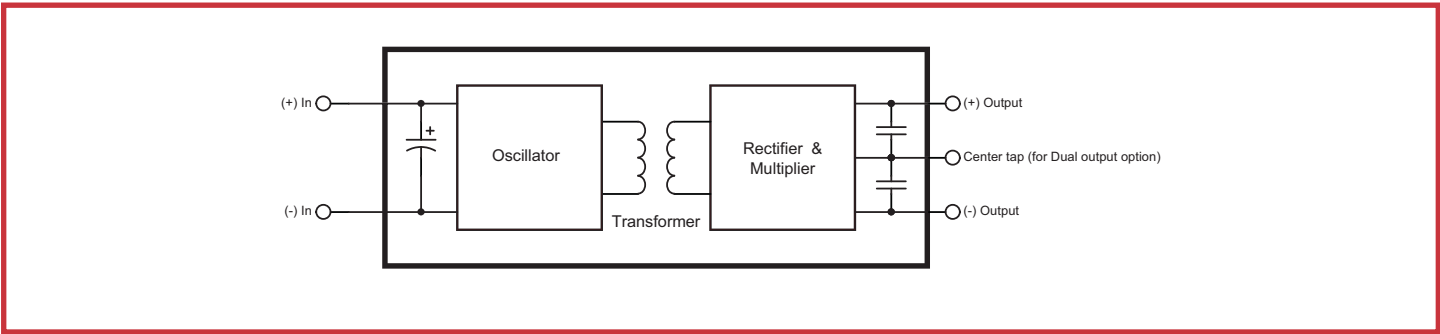 (+) In
(-) In
+
Oscillator
Transformer
Rectifier &
Multiplier
(+) Output
Center tap (for Dual output option)
(-) Output